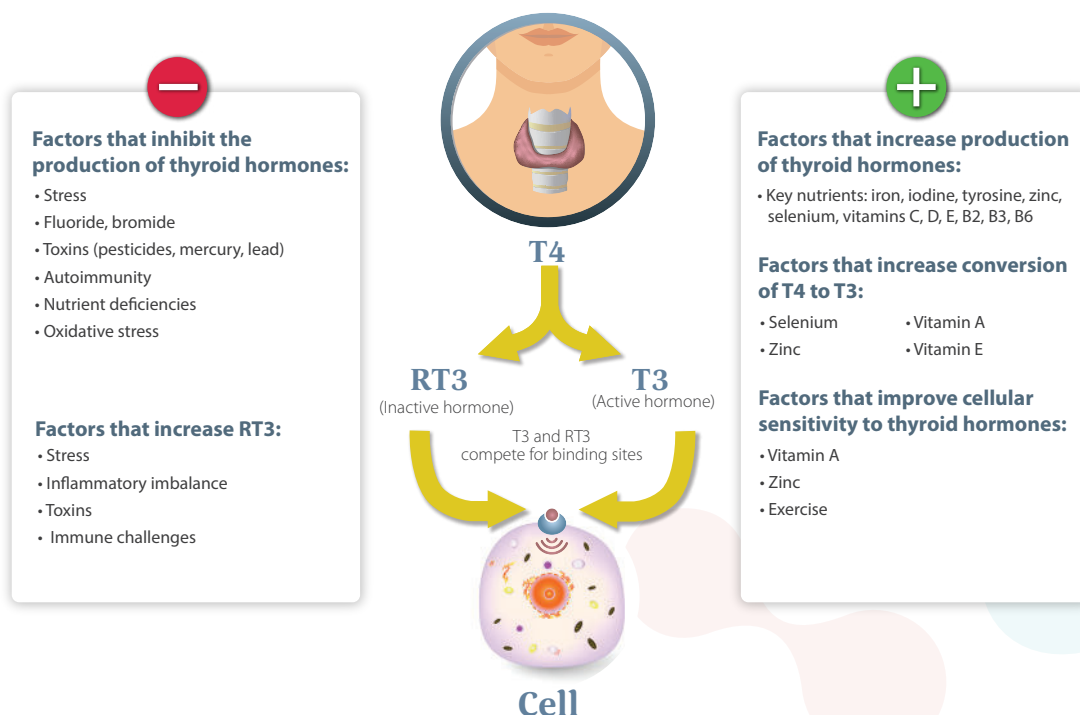 Factors that inhibit the
production of thyroid hormones:
• Stress
• Fluoride, bromide
• Toxins (pesticides, mercury, lead)
• Autoimmunity
• Nutrient deficiencies
• Oxidative stress
Factors that increase RT3:
• Stress
• Inflammatory imbalance
• Toxins
• Immune challenges
T4
RT3
(Inactive hormone)
T3
(Active hormone)
T3 and RT3
compete for binding sites
Cell
Factors that increase production
of thyroid hormones:
• Key nutrients: iron, iodine, tyrosine, zinc,
selenium, vitamins C, D, E, B2, B3, B6
Factors that increase conversion
of T4 to T3:
• Selenium
• Zinc
• Vitamin A
• Vitamin E
Factors that improve cellular
sensitivity to thyroid hormones:
• Vitamin A
• Zinc
• Exercise